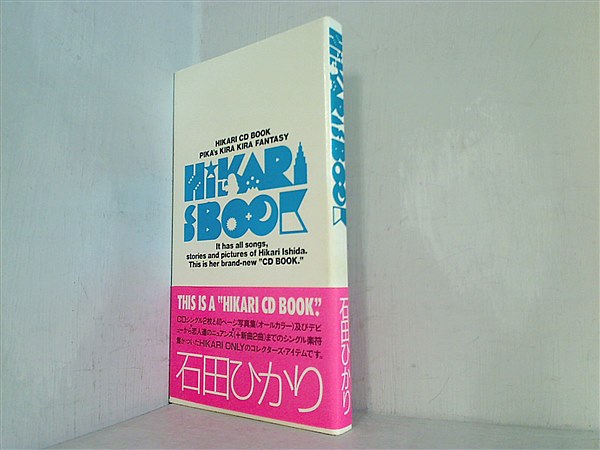 HIKARI CD BOOK
PIKA's KIRA KIRA FANTASY
HiKARI
BOOK
It has all songs,
stories and pictures of Hikari Ishida.
This is her brand-new "CD BOOK."
THIS IS A "HIKARI CD BOOK."
CDシングル2枚と40ページ写真集(オールカラー)及びデビ
ューから恋人達のニュアンス(+新曲2曲)までのシングル楽符
集がついたHIKARI ONLYのコレクターズ・アイテムです。
石田ひかり
HiKARI BOOK
石田ひかり